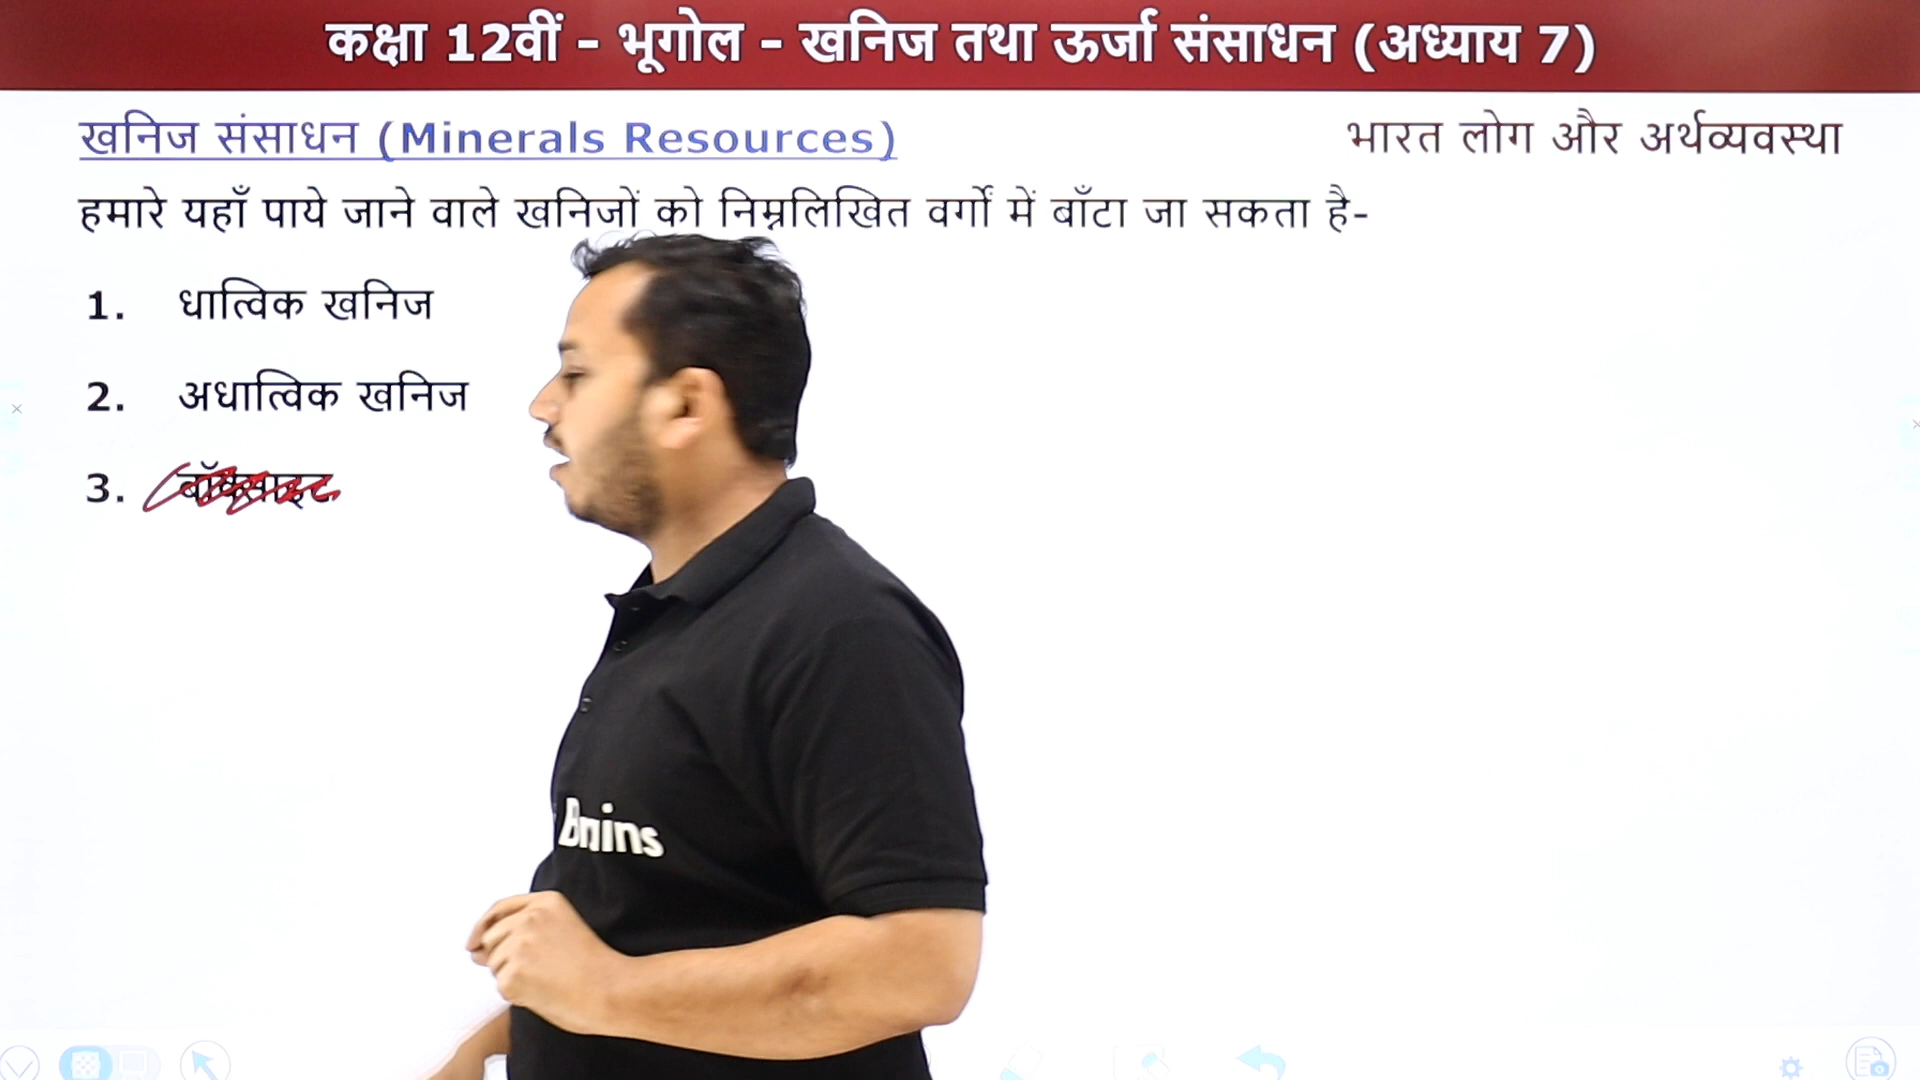 कक्षा 12वीं - भूगोल - खनिज तथा ऊर्जा संसाधन (अध्याय 7)
खनिज संसाधन (Minerals Resources)
भारत लोग और अर्थव्यवस्था
हमारे यहाँ पाये जाने वाले खनिजों को निम्नलिखित वर्गों में बाँटा जा सकता है-
1. धात्विक खनिज
2. अधात्विक खनिज
3. बॉक्साइट
Brains